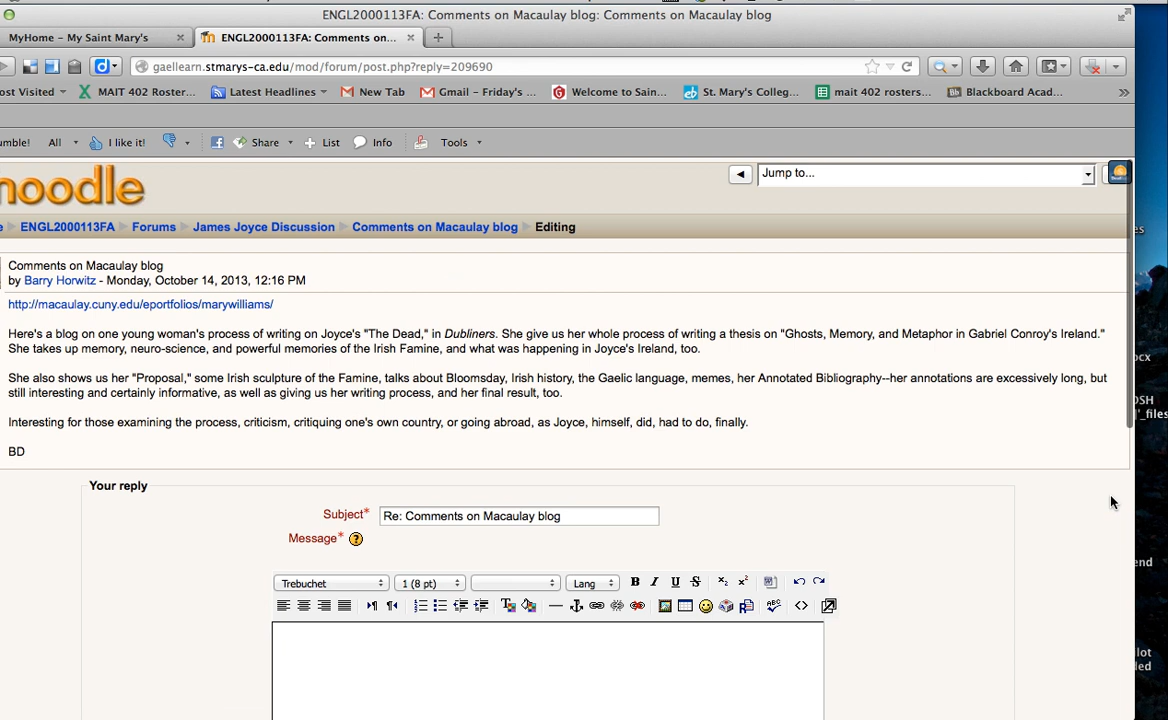 ENGL2000113FA: Comments on Macaulay blog: Comments on Macaulay blog
MyHome - My Saint Mary's
ENGL2000113FA: Comments on...
gaellearn.stmarys-ca.edu/mod/forum/post.php?reply=209690
ost Visited
MAIT 402 Roster...
Latest Headlines
New Tab
Gmail - Friday's ...
Welcome to Sain...
St. Mary's Colleg...
mait 402 rosters...
Blackboard Acad...
umble!
All
I like it!
Share
List
Info
Tools
moodle
Jump to...
e
ENGL2000113FA
Forums
James Joyce Discussion
Comments on Macaulay blog
Editing
Comments on Macaulay blog
by Barry Horwitz - Monday, October 14, 2013, 12:16 PM
http://macaulay.cuny.edu/eportfolios/marywilliams/
Here's a blog on one young woman's process of writing on Joyce's "The Dead," in Dubliners. She give us her whole process of writing a thesis on "Ghosts, Memory, and Metaphor in Gabriel Conroy's Ireland."
She takes up memory, neuro-science, and powerful memories of the Irish Famine, and what was happening in Joyce's Ireland, too.
She also shows us her "Proposal," some Irish sculpture of the Famine, talks about Bloomsday, Irish history, the Gaelic language, memes, her Annotated Bibliography--her annotations are excessively long, but
still interesting and certainly informative, as well as giving us her writing process, and her final result, too.
Interesting for those examining the process, criticism, critiquing one's own country, or going abroad, as Joyce, himself, did, had to do, finally.
BD
Your reply
Subject*
Re: Comments on Macaulay blog
Message*
Trebuchet
1 (8 pt)
Lang
B I U S
es
ocx
OSH
]'_files
end
lot
led